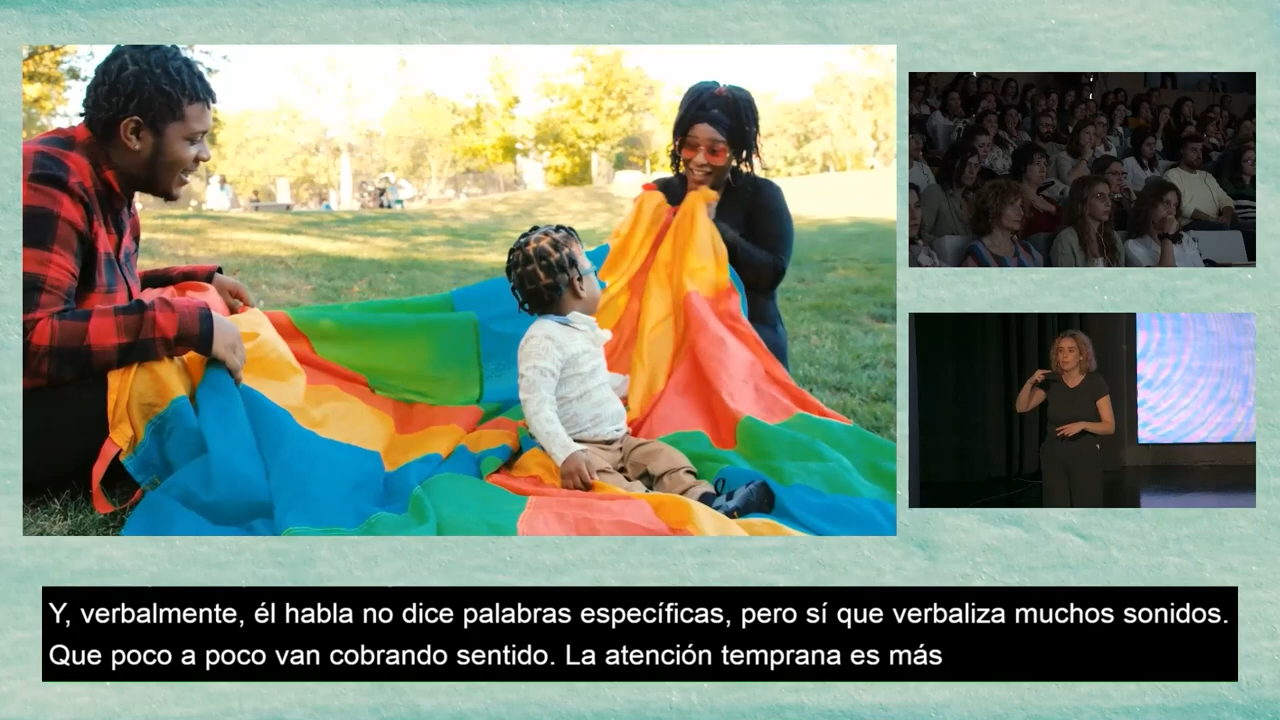 Y, verbalmente, él habla no dice palabras específicas, pero sí que verbaliza muchos sonidos.
Que poco a poco van cobrando sentido. La atención temprana es más